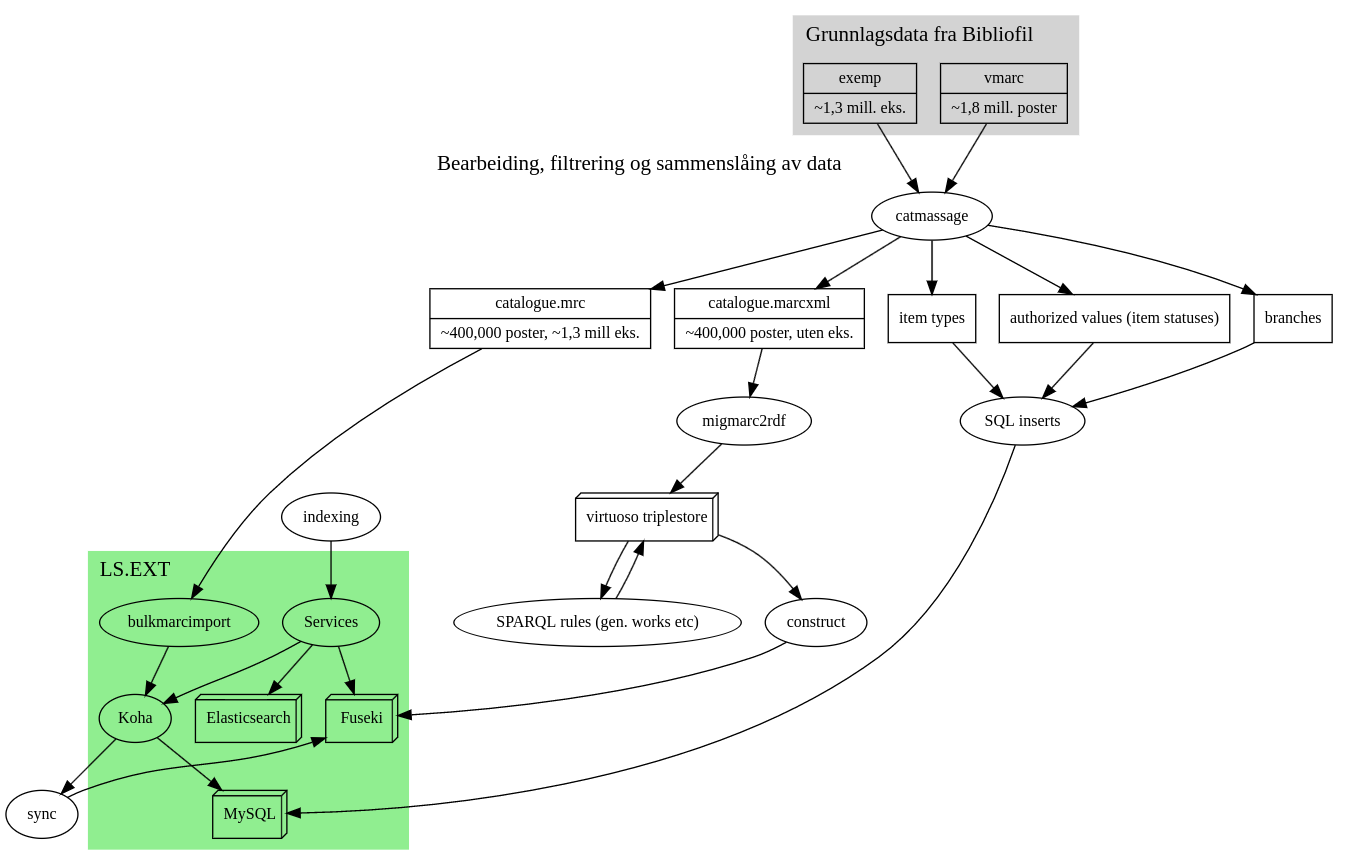 Grunnlagsdata fra Bibliofil
exemp
~1,3 mill. eks.
vmarc
~1,8 mill. poster
Bearbeiding, filtrering og sammenslåing av data
catmassage
catalogue.mrc
~400,000 poster, ~1,3 mill eks.
catalogue.marcxml
~400,000 poster, uten eks.
item types
authorized values (item statuses)
branches
migmarc2rdf
SQL inserts
indexing
virtuoso triplestore
LS.EXT
bulkmarcimport
Services
SPARQL rules (gen. works etc)
construct
Koha
Elasticsearch
Fuseki
sync
MySQL